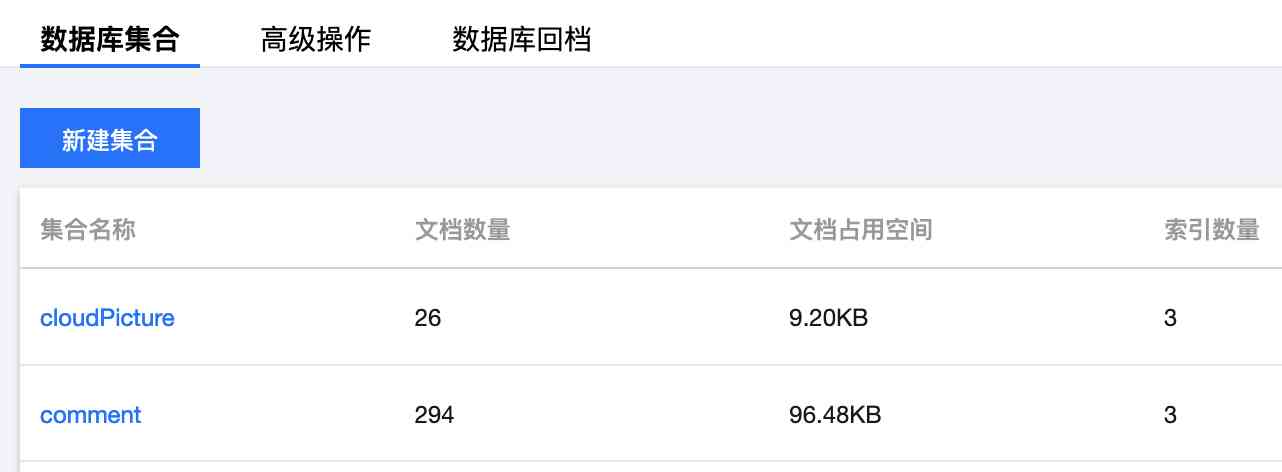 数据库集合 高级操作 数据库回档
新建集合
集合名称 文档数量 文档占用空间 索引数量
cloudPicture 26 9.20KB 3
comment 294 96.48KB 3